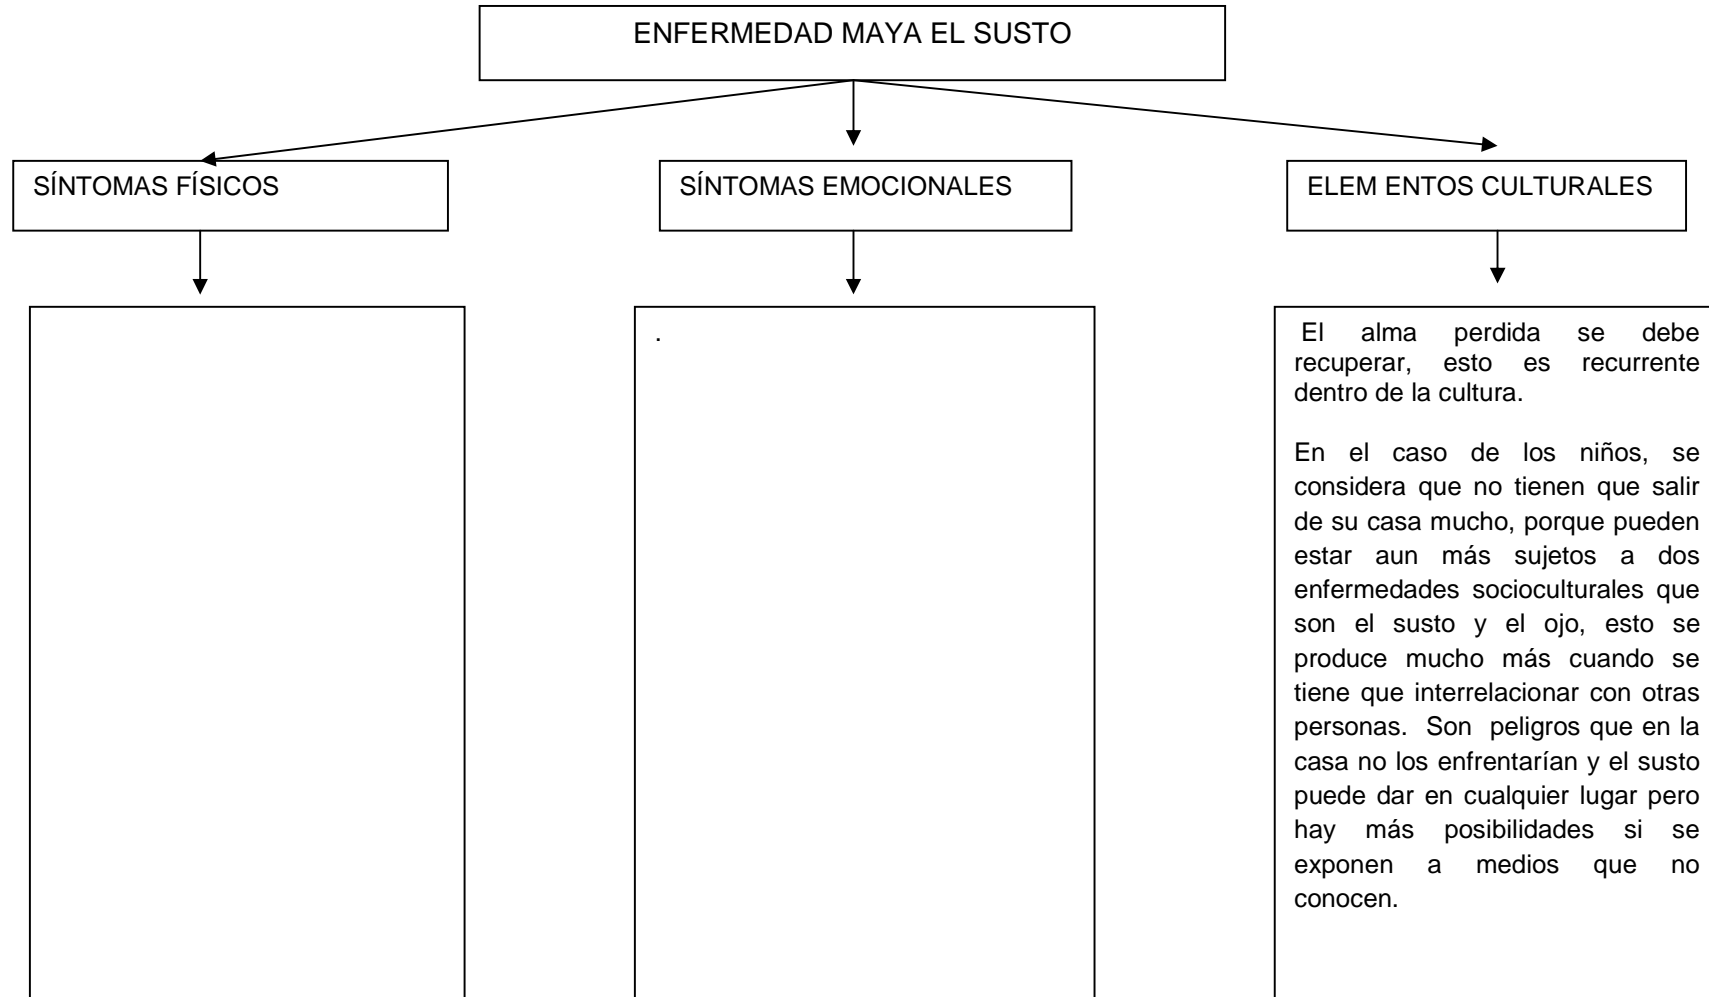 ENFERMEDAD MAYA EL SUSTO
SÍNTOMAS FÍSICOS
SÍNTOMAS EMOCIONALES
ELEM ENTOS CULTURALES
.
El alma perdida se debe
recuperar, esto es recurrente
dentro de la cultura.
En el caso de los niños, se
considera que no tienen que salir
de su casa mucho, porque pueden
estar aun más sujetos a dos
enfermedades socioculturales que
son el susto y el ojo, esto se
produce mucho más cuando se
tiene que interrelacionar con otras
personas. Son peligros que en la
casa no los enfrentarían y el susto
puede dar en cualquier lugar pero
hay más posibilidades si se
exponen a medios que no
conocen.